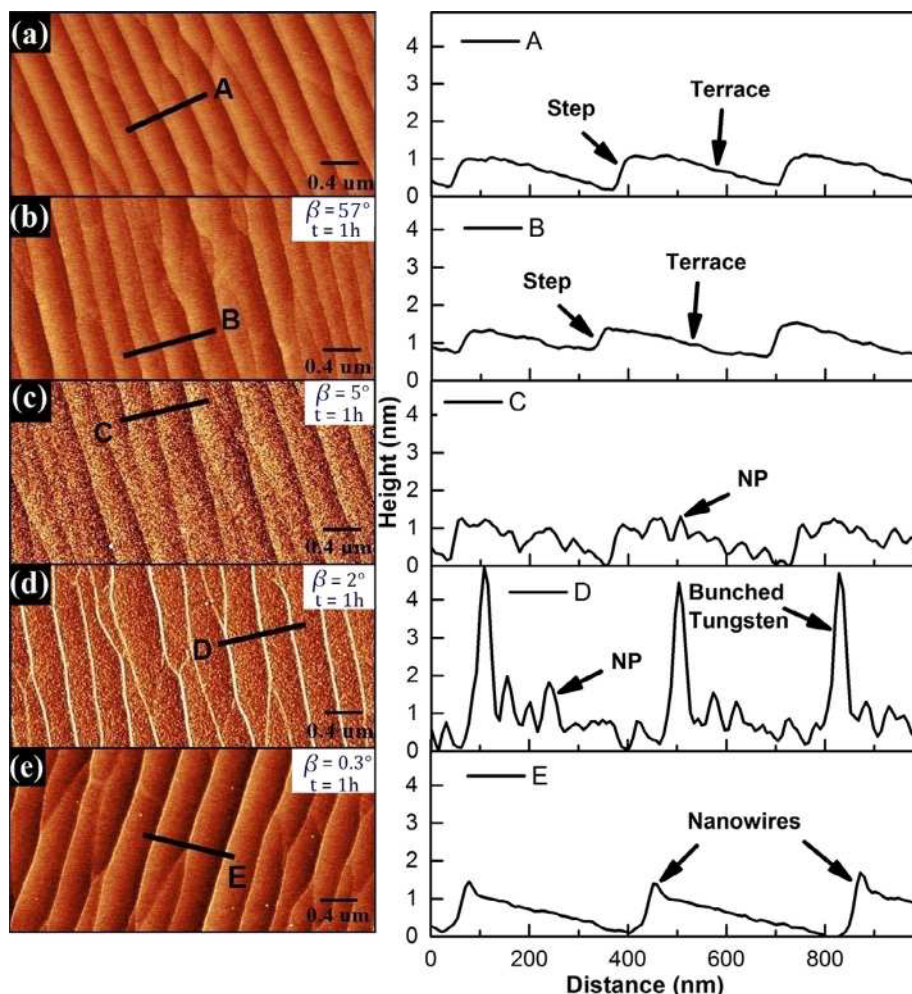 (a)
A
0.4 um
(b)
β = 57°
t = 1h
B
0.4 um
(c)
β = 5°
t = 1h
C
0.4 um
(d)
β = 2°
t = 1h
D
0.4 um
(e)
β = 0.3°
t = 1h
E
0.4 um
Height (nm)
4
3
2
1
0
A
Step
Terrace
4
3
2
1
0
B
Step
Terrace
4
3
2
1
0
C
NP
4
3
2
1
0
D
NP
Bunched
Tungsten
4
3
2
1
0
E
Nanowires
0 200 400 600 800
Distance (nm)